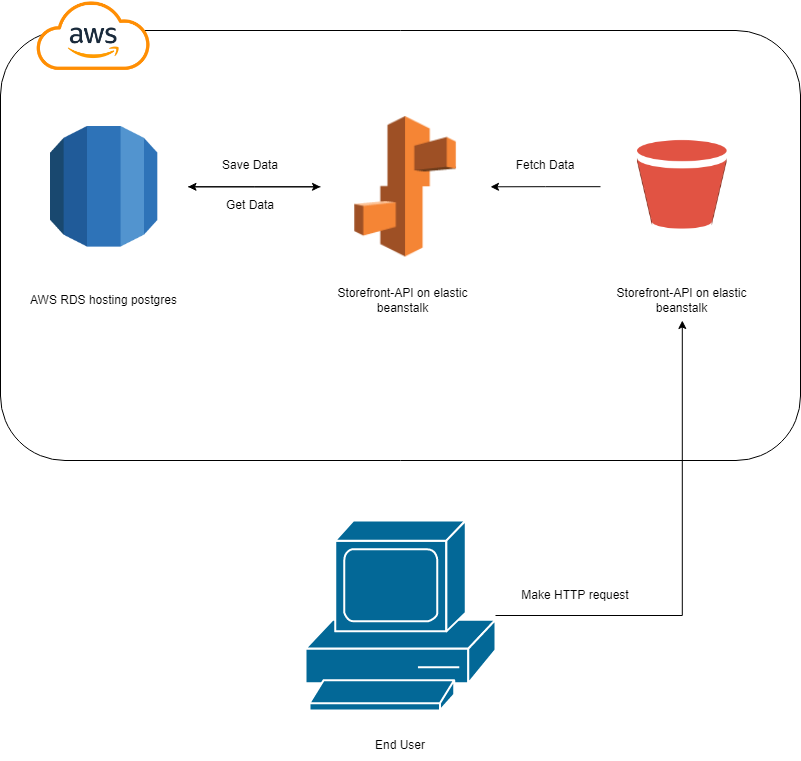 aws
Save Data
Fetch Data
Get Data
AWS RDS hosting postgres
Storefront-API on elastic
beanstalk
Storefront-API on elastic
beanstalk
Make HTTP request
End User